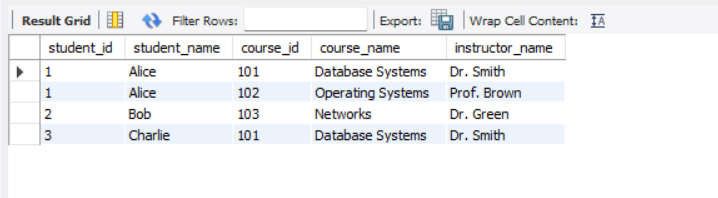 Result Grid Filter Rows: Export: Wrap Cell Content: IA
student_id student_name course_id course_name instructor_name
1 Alice 101 Database Systems Dr. Smith
1 Alice 102 Operating Systems Prof. Brown
2 Bob 103 Networks Dr. Green
3 Charlie 101 Database Systems Dr. Smith